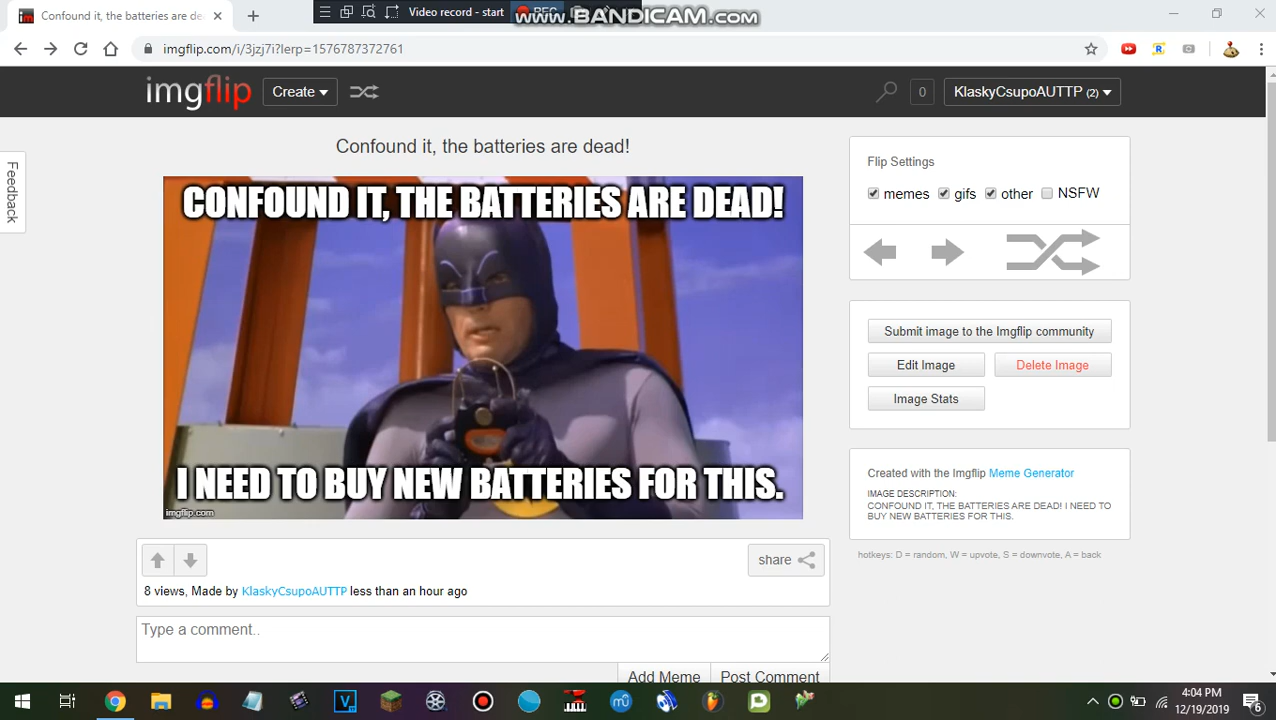 Confound it, the batteries are de
Video record - start
REC
www.BANDICAM.com
imgflip.com/i/3jzj7i?lerp=1576787372761
imgflip
Create
0
KlaskyCsupoAUTTP (2)
Feedback
Confound it, the batteries are dead!
CONFOUND IT, THE BATTERIES ARE DEAD!
I NEED TO BUY NEW BATTERIES FOR THIS.
imgflip.com
Flip Settings
memes gifs other NSFW
Submit image to the Imgflip community
Edit Image Delete Image
Image Stats
Created with the Imgflip Meme Generator
IMAGE DESCRIPTION:
CONFOUND IT, THE BATTERIES ARE DEAD! I NEED TO
BUY NEW BATTERIES FOR THIS.
hotkeys: D = random, W = upvote, S = downvote, A = back
share
8 views, Made by KlaskyCsupoAUTTP less than an hour ago
Type a comment..
Add Meme Post Comment
4:04 PM
12/19/2019
6